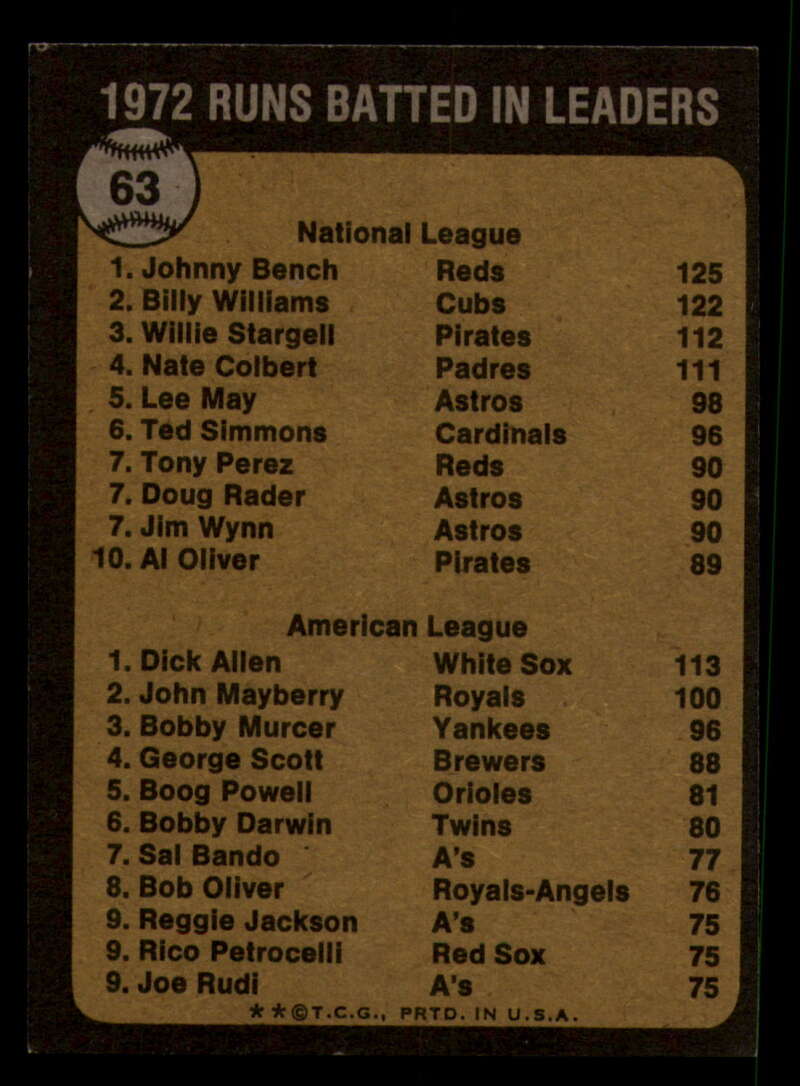 1972 RUNS BATTED IN LEADERS
63
National League
1. Johnny Bench Reds 125
2. Billy Williams Cubs 122
3. Willie Stargell Pirates 112
4. Nate Colbert Padres 111
5. Lee May Astros 98
6. Ted Simmons Cardinals 96
7. Tony Perez Reds 90
7. Doug Rader Astros 90
7. Jim Wynn Astros 90
10. Al Oliver Pirates 89
American League
1. Dick Allen White Sox 113
2. John Mayberry Royals 100
3. Bobby Murcer Yankees 96
4. George Scott Brewers 88
5. Boog Powell Orioles 81
6. Bobby Darwin Twins 80
7. Sal Bando A's 77
8. Bob Oliver Royals-Angels 76
9. Reggie Jackson A's 75
9. Rico Petrocelli Red Sox 75
9. Joe Rudi A's 75
**©T.C.G., PRTD. IN U.S.A.